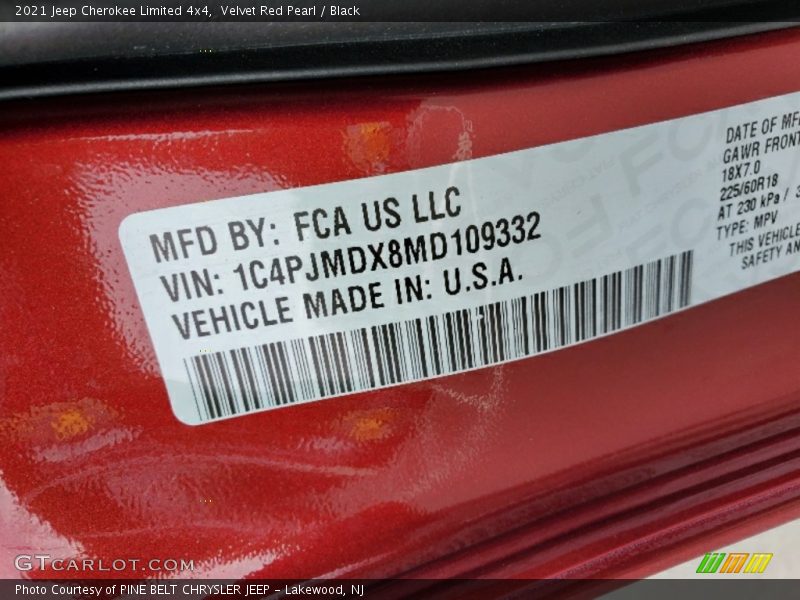 2021 Jeep Cherokee Limited 4x4, Velvet Red Pearl / Black
MFD BY: FCA US LLC
VIN: 1C4PJMDX8MD109332
VEHICLE MADE IN: U.S.A.
DATE OF
GAWR FRONT
18X7.0
225/60R18
AT 230 kPa /
TYPE: MPV
THIS VEHICLE
SAFETY
GTCARLOT.COM
Photo Courtesy of PINE BELT CHRYSLER JEEP - Lakewood, NJ